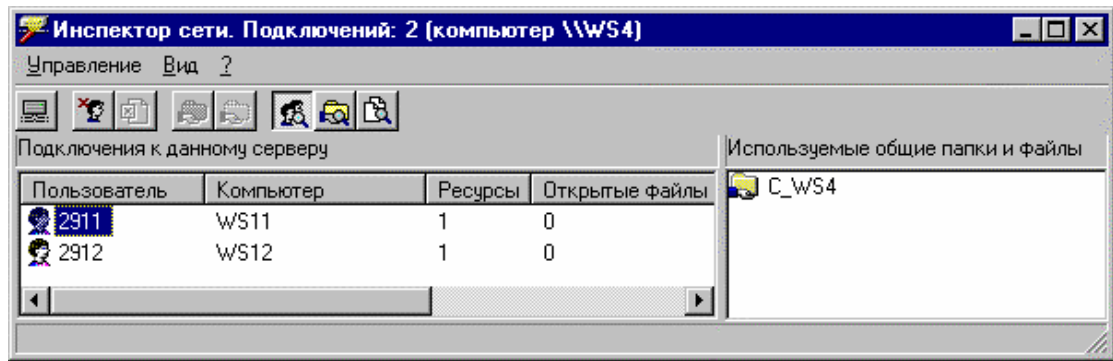 Инспектор сети. Подключений: 2 (компьютер \\WS4)
Управление Вид ?
Подключения к данному серверу
Используемые общие папки и файлы
Пользователь Компьютер Ресурсы Открытые файлы
2911 WS11 1 0
2912 WS12 1 0
C_WS4